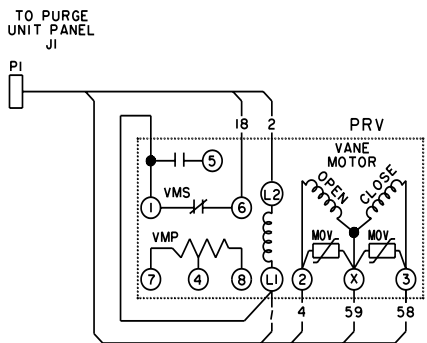 TO PURGE
UNIT PANEL
J1
P1
18
2
PRV
VANE
MOTOR
5
OPEN
CLOSE
VMS
L2
1
6
MOV
MOV
VMP
7
4
8
L1
2
X
3
1
4
59
58